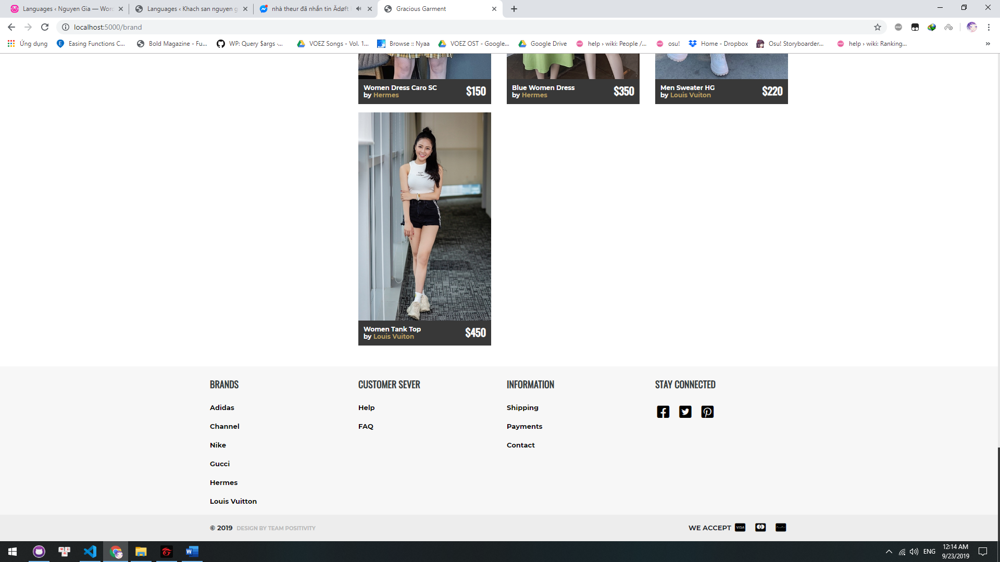 Languages ‹ Nguyen Gia — Word
Languages ‹ Khach san nguyen g
nhà theur đã nhắn tin Ädøft
Gracious Garment
localhost:5000/brand
Ứng dụng
Easing Functions C...
Bold Magazine - Fu...
WP: Query $args ·...
VOEZ Songs - Vol. 1...
Browse :: Nyaa
VOEZ OST - Google...
Google Drive
help › wiki: People /...
osu!
Home - Dropbox
Osu! Storyboarder...
help › wiki: Ranking...
»
Women Dress Caro SC
by Hermes
$150
Blue Women Dress
by Hermes
$350
Men Sweater HG
by Louis Vuiton
$220
Women Tank Top
by Louis Vuiton
$450
BRANDS
Adidas
Channel
Nike
Gucci
Hermes
Louis Vuitton
CUSTOMER SEVER
Help
FAQ
INFORMATION
Shipping
Payments
Contact
STAY CONNECTED
© 2019 DESIGN BY TEAM POSITIVITY
WE ACCEPT VISA
ENG
12:14 AM
9/23/2019